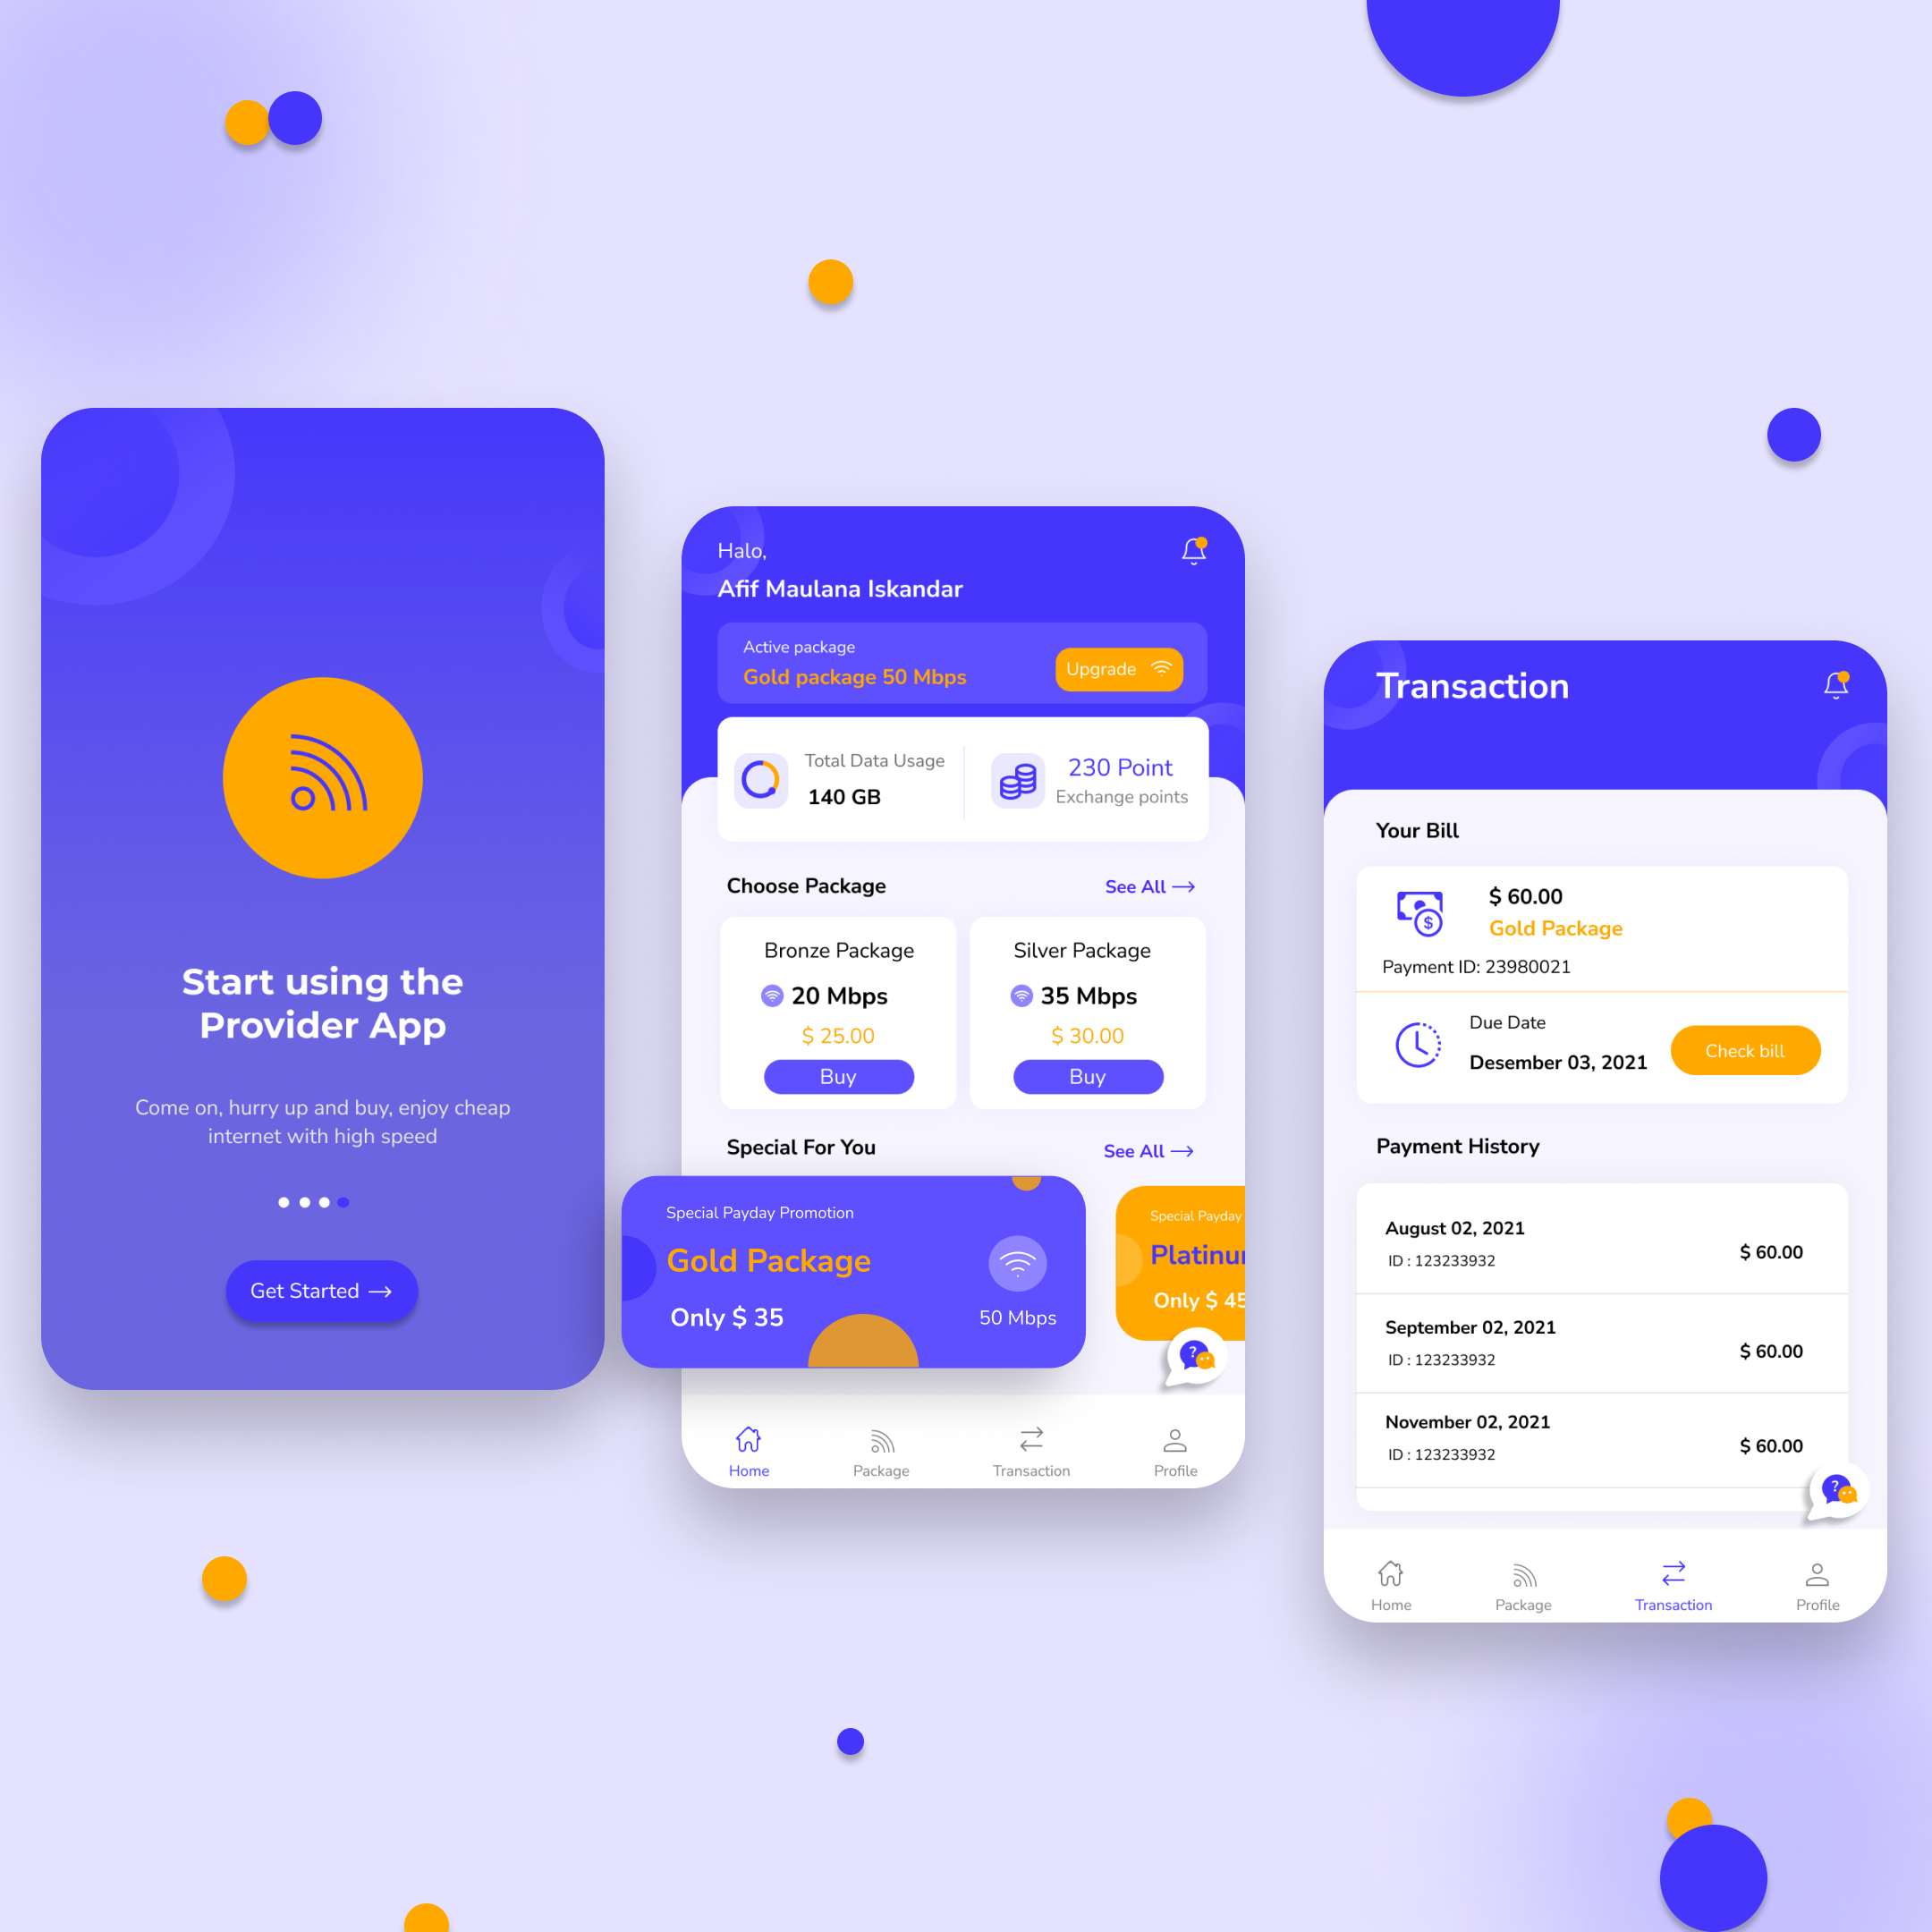 Start using the
Provider App
Come on, hurry up and buy, enjoy cheap
internet with high speed
Get Started
Halo,
Afif Maulana Iskandar
Active package
Gold package 50 Mbps
Upgrade
Total Data Usage
140 GB
230 Point
Exchange points
Choose Package
See All
Bronze Package
20 Mbps
$ 25.00
Buy
Silver Package
35 Mbps
$ 30.00
Buy
Special For You
See All
Special Payday Promotion
Gold Package
Only $ 35
50 Mbps
Special Payday
Platinum
Only $ 45
?
Home
Package
Transaction
Profile
Transaction
Your Bill
$ 60.00
Gold Package
$
Payment ID: 23980021
Due Date
Desember 03, 2021
Check bill
Payment History
August 02, 2021
ID : 123233932
$ 60.00
September 02, 2021
ID : 123233932
$ 60.00
November 02, 2021
ID : 123233932
$ 60.00
?
Home
Package
Transaction
Profile